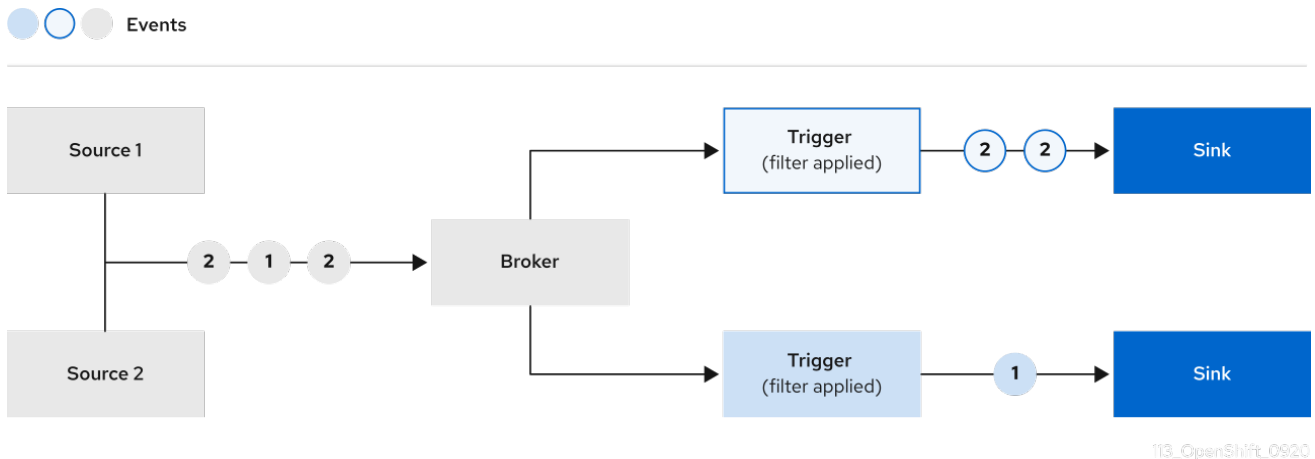 Events
Source 1
Source 2
2 1 2
Broker
Trigger
(filter applied)
2 2
Sink
Trigger
(filter applied)
1
Sink
113_OpenShift_0920